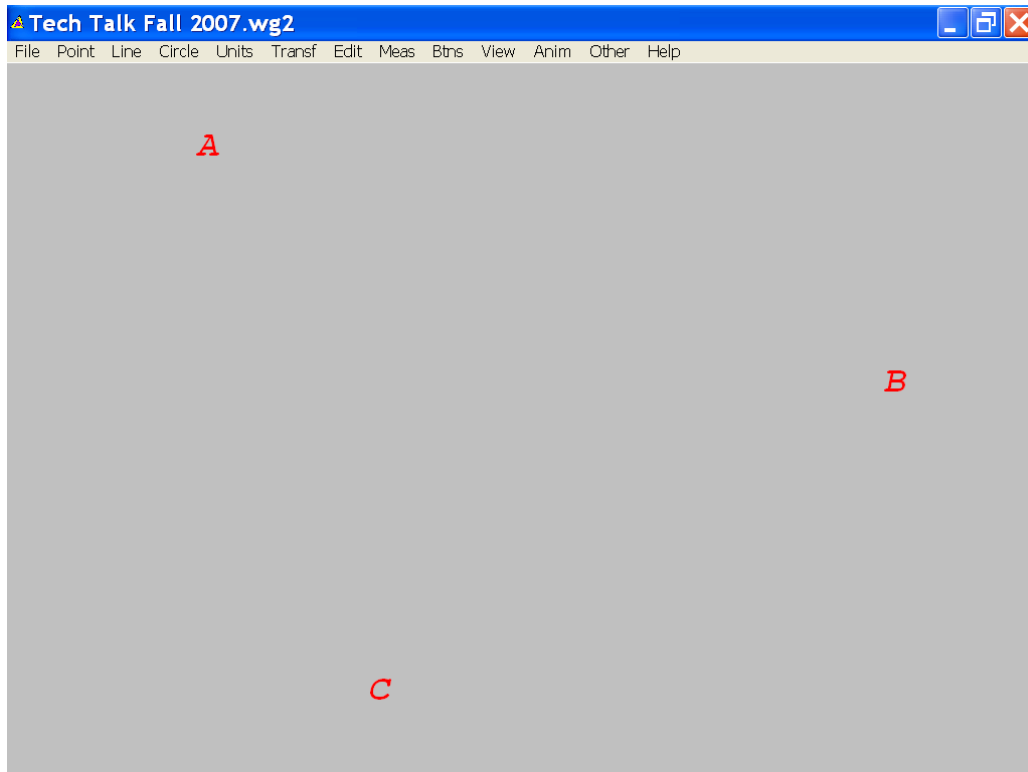 Tech Talk Fall 2007.wg2
File Point Line Circle Units Transf Edit Meas Btns View Anim Other Help
A
B
C